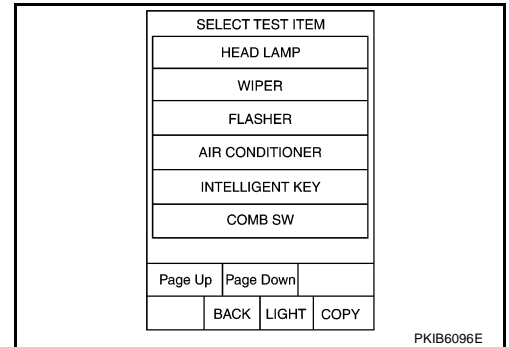 SELECT TEST ITEM
HEAD LAMP
WIPER
FLASHER
AIR CONDITIONER
INTELLIGENT KEY
COMB SW
Page Up Page Down
BACK LIGHT COPY
PKIB6096E